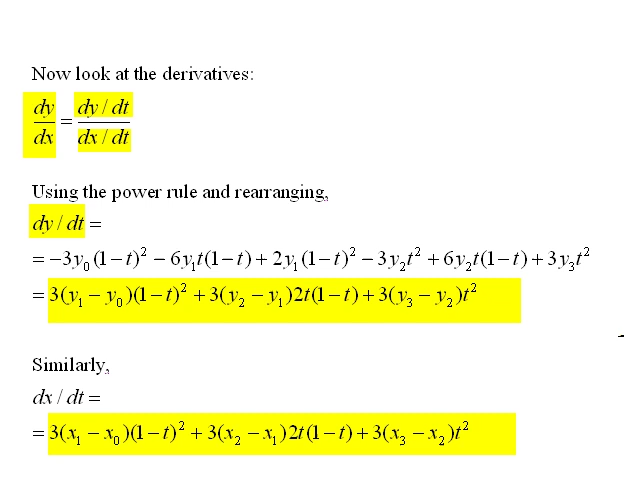 Now look at the derivatives:
dy/dx = (dy / dt)/(dx / dt)
Using the power rule and rearranging,
dy / dt =
= −3y₀(1−t)² − 6y₁t(1−t) + 2y₁(1−t)² − 3y₂t² + 6y₂t(1−t) + 3y₃t²
= 3(y₁ − y₀)(1−t)² + 3(y₂ − y₁)2t(1−t) + 3(y₃ − y₂)t²
Similarly,
dx / dt =
= 3(x₁ − x₀)(1−t)² + 3(x₂ − x₁)2t(1−t) + 3(x₃ − x₂)t²